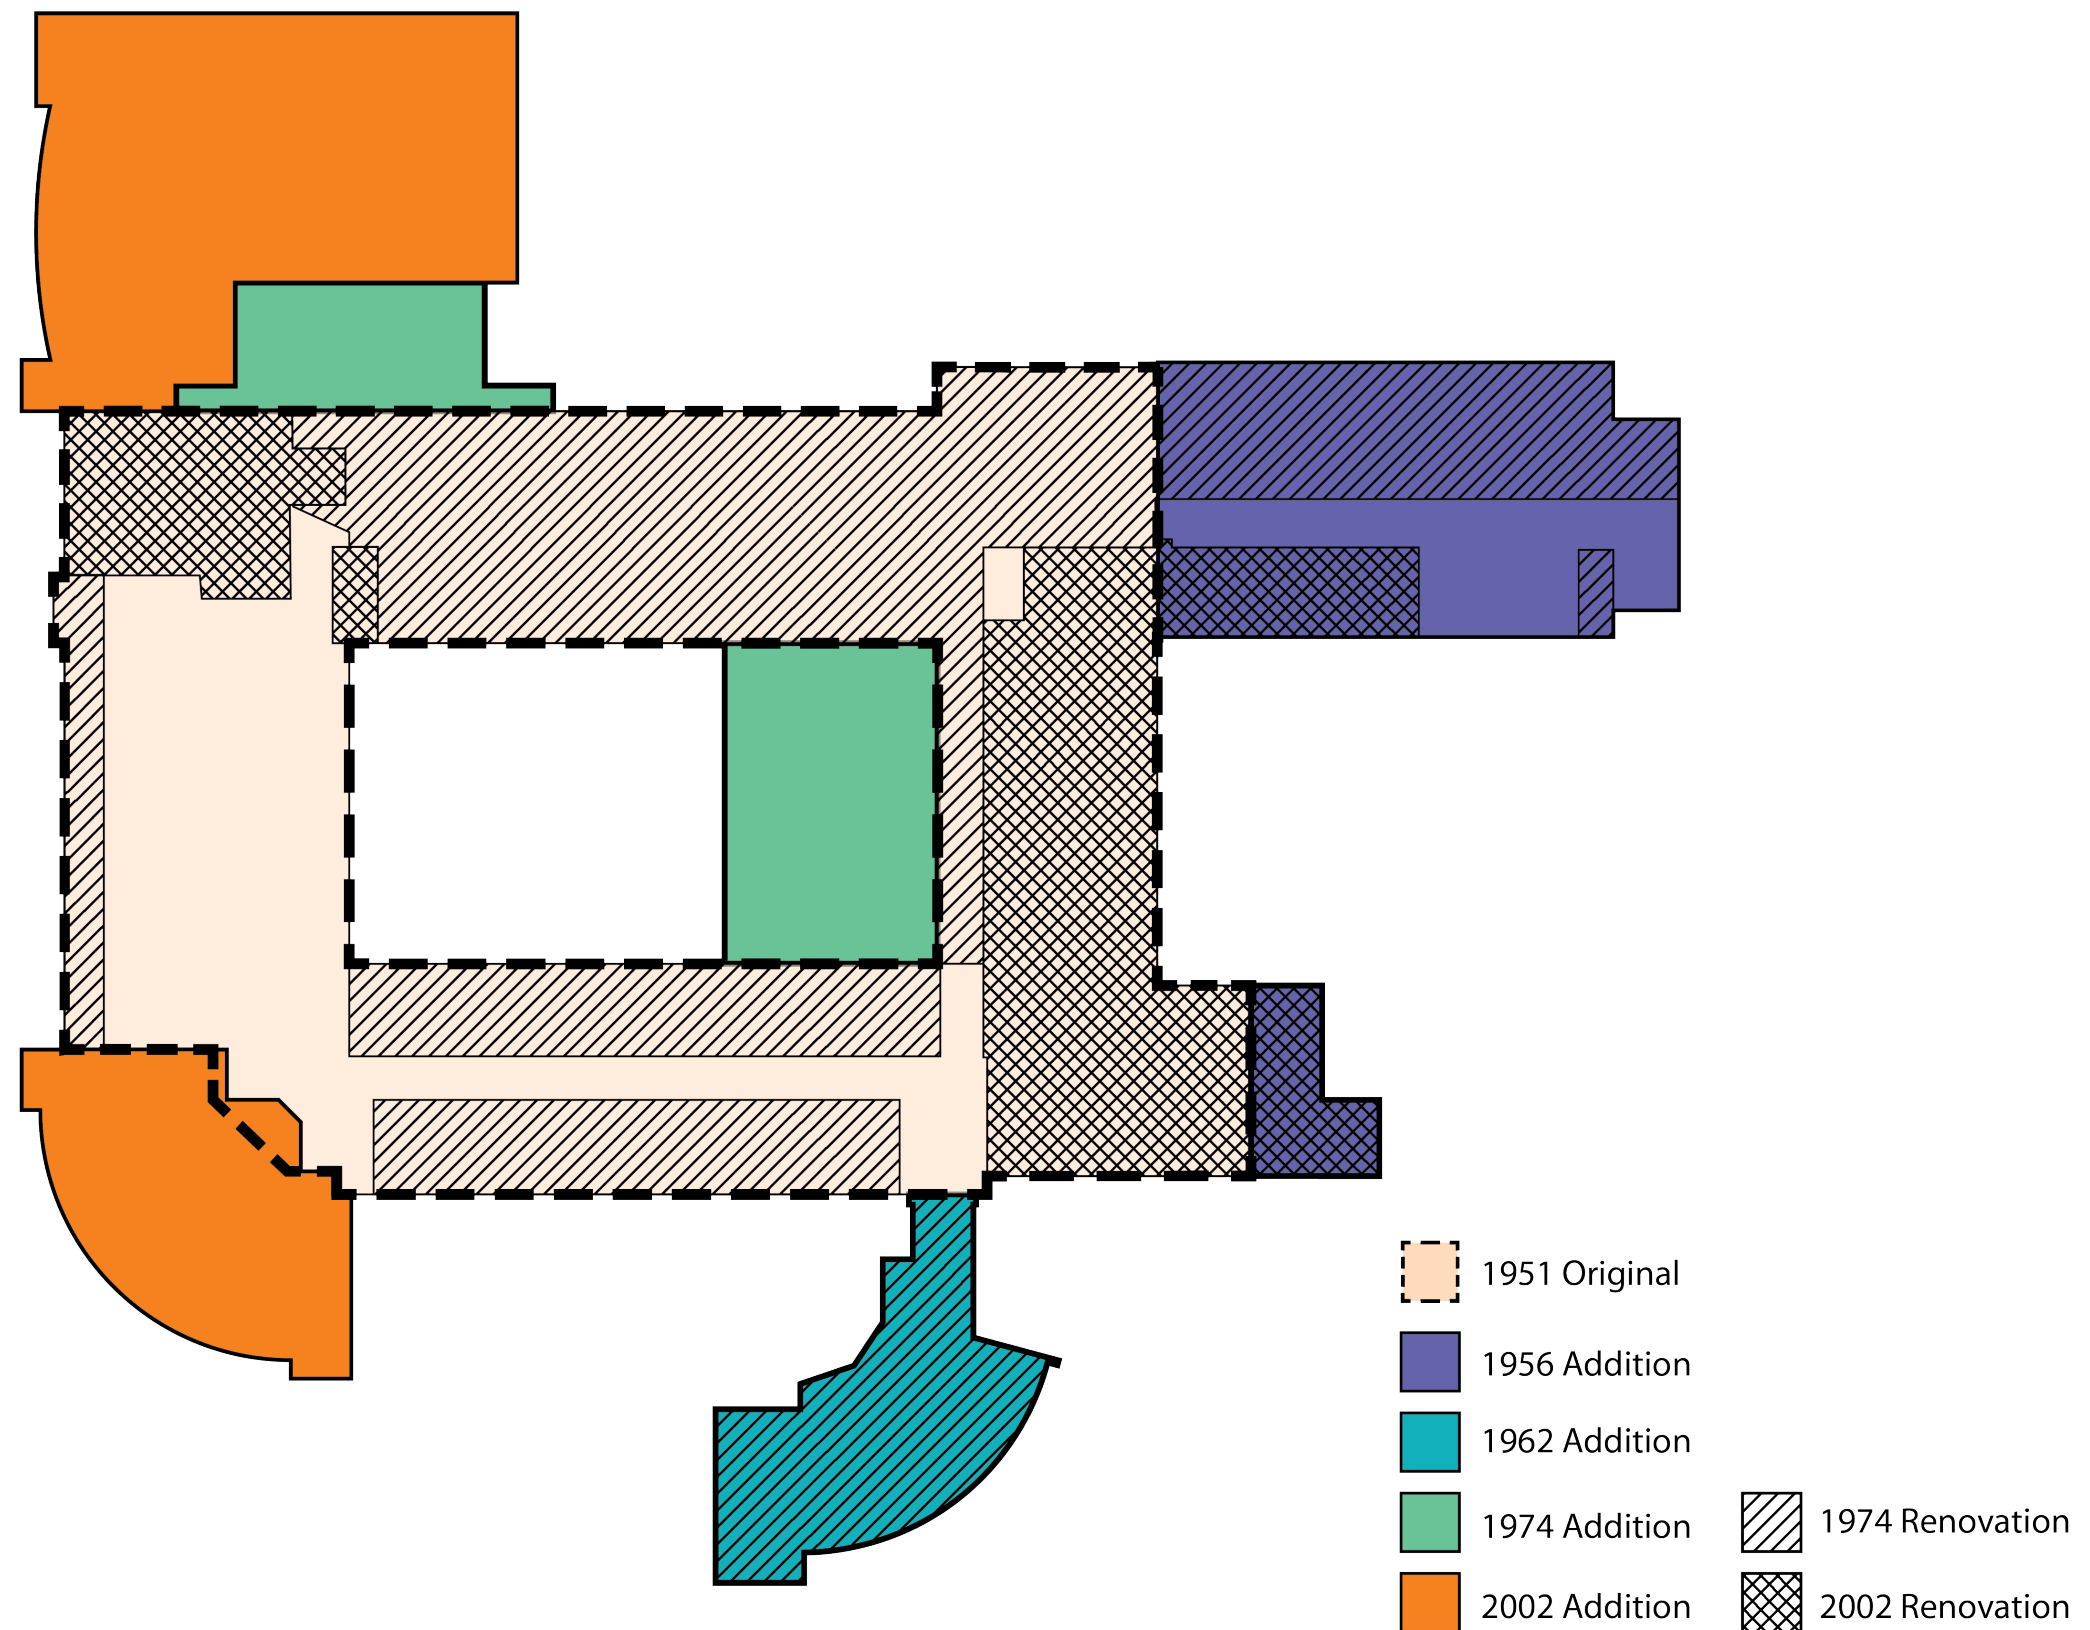 1951 Original
1956 Addition
1962 Addition
1974 Addition
2002 Addition
1974 Renovation
2002 Renovation